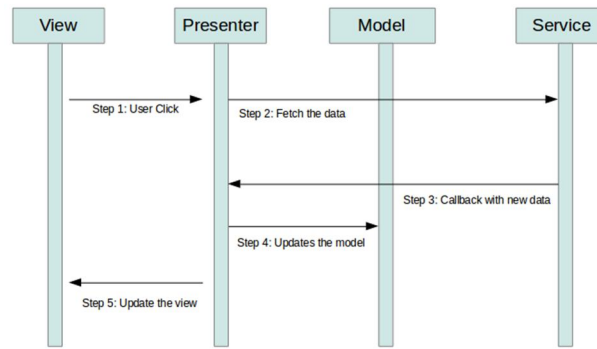 View
Presenter
Model
Service
Step 1: User Click
Step 2: Fetch the data
Step 3: Callback with new data
Step 4: Updates the model
Step 5: Update the view